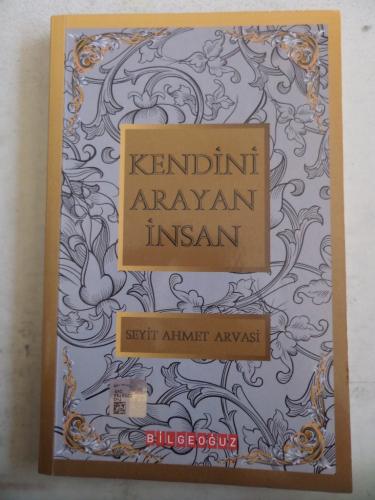 KENDİNİ
ARAYAN
İNSAN
SEYİT AHMET ARVASİ
BİLGEOĞUZ